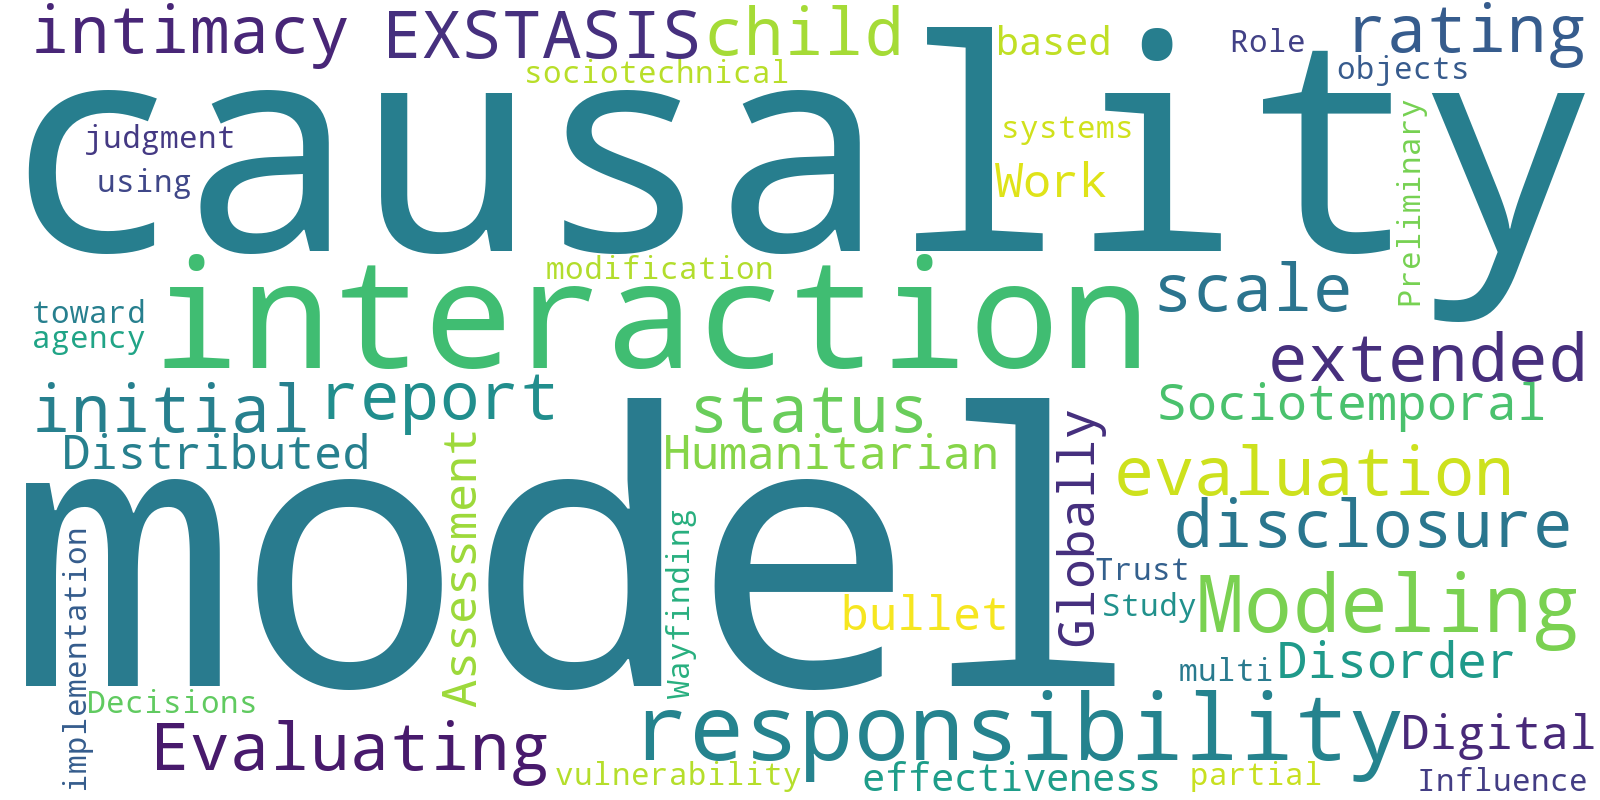 intimacy
EXSTASIS
child
based
Role
rating
sociotechnical
objects
causality
judgment
using
systems
Work
Preliminary
modification
interaction
scale
toward
agency
extended
initial
report
status
Sociotemporal
Distributed
Humanitarian
Assessment
Globally
evaluation
model
disclosure
Wayfinding
implementation
bullet
Trust
Study
Modeling
multi
Disorder
Decisions
Evaluating
responsibility
Digital
vulnerability
effectiveness
partial
Influence